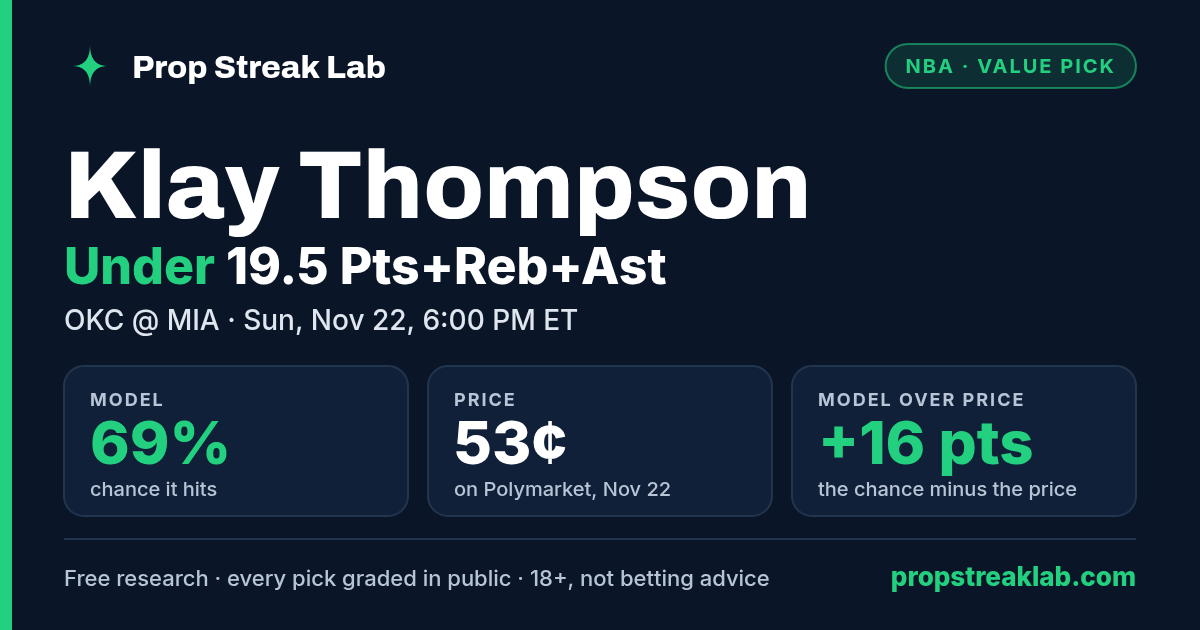 Prop Streak Lab
NBA · VALUE PICK
Klay Thompson
Under 19.5 Pts+Reb+Ast
OKC @ MIA · Sun, Nov 22, 6:00 PM ET
MODEL
69%
chance it hits
PRICE
53¢
on Polymarket, Nov 22
MODEL OVER PRICE
+16 pts
the chance minus the price
Free research · every pick graded in public · 18+, not betting advice
propstreaklab.com